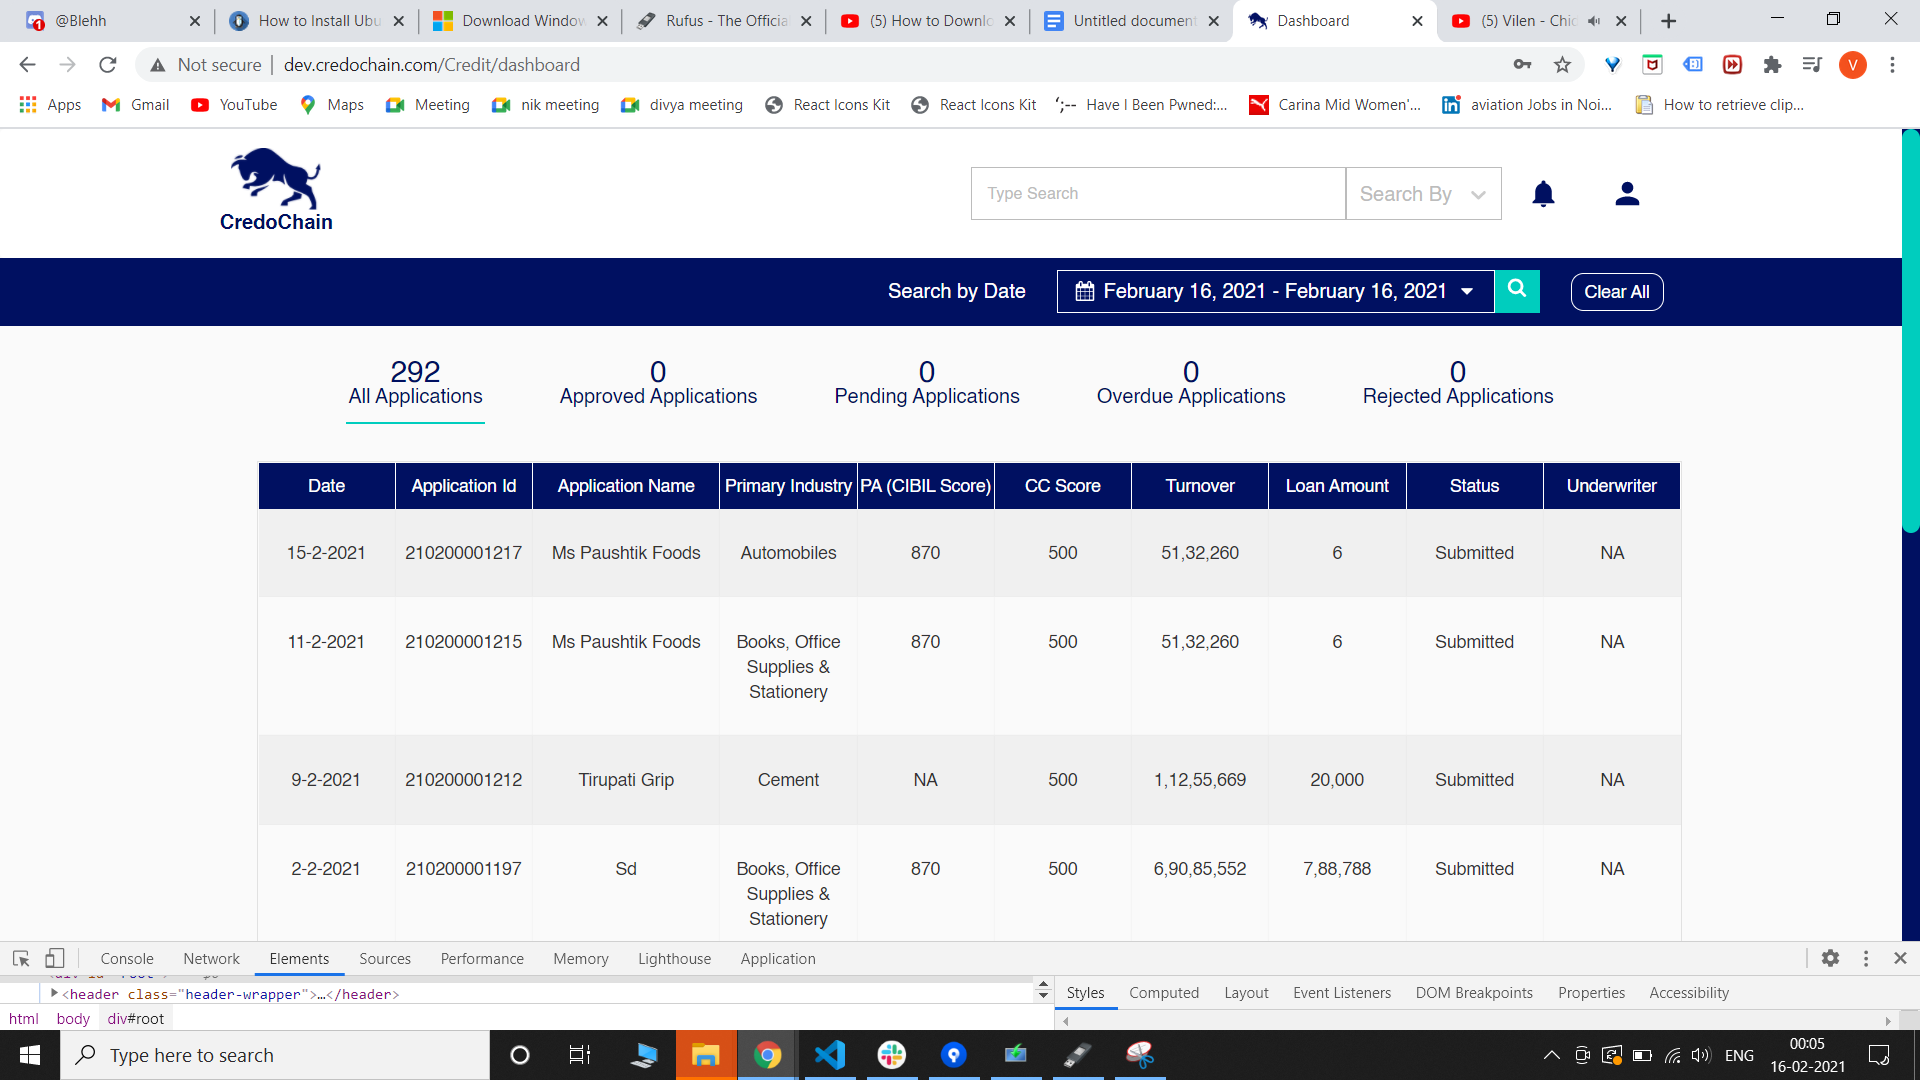 @Blehh
How to Install Ubu
Download Window
Rufus - The Official
(5) How to Downlo
Untitled document
Dashboard
(5) Vilen - Chic
Not secure
dev.credochain.com/Credit/dashboard
V
Apps
Gmail
YouTube
Maps
Meeting
nik meeting
divya meeting
React Icons Kit
React Icons Kit
Have I Been Pwned:...
Carina Mid Women'...
aviation Jobs in Noi...
How to retrieve clip...
CredoChain
Type Search
Search By
Search by Date
February 16, 2021 - February 16, 2021
Clear All
292
All Applications
0
Approved Applications
0
Pending Applications
0
Overdue Applications
0
Rejected Applications
Date Application Id Application Name Primary Industry PA (CIBIL Score) CC Score Turnover Loan Amount Status Underwriter
15-2-2021 210200001217 Ms Paushtik Foods Automobiles 870 500 51,32,260 6 Submitted NA
11-2-2021 210200001215 Ms Paushtik Foods Books, Office 870 500 51,32,260 6 Submitted NA
Supplies &
Stationery
9-2-2021 210200001212 Tirupati Grip Cement NA 500 1,12,55,669 20,000 Submitted NA
2-2-2021 210200001197 Sd Books, Office 870 500 6,90,85,552 7,88,788 Submitted NA
Supplies &
Stationery
Console Network Elements Sources Performance Memory Lighthouse Application
<header class="header-wrapper">…</header>
Styles Computed Layout Event Listeners DOM Breakpoints Properties Accessibility
html body div#root
Type here to search
ENG
00:05
16-02-2021